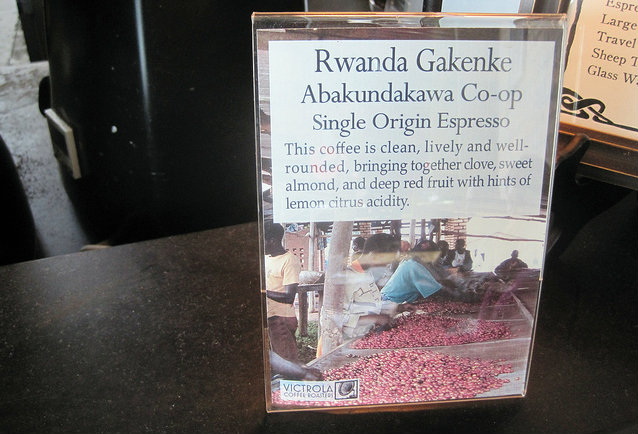 Rwanda Gakenke
Abakundakawa Co-op
Single Origin Espresso
This coffee is clean, lively and well-
rounded, bringing together clove, sweet
almond, and deep red fruit with hints of
lemon citrus acidity.
VICTROLA
COFFEE ROASTERS
Large
Travel
Sheep
Glass